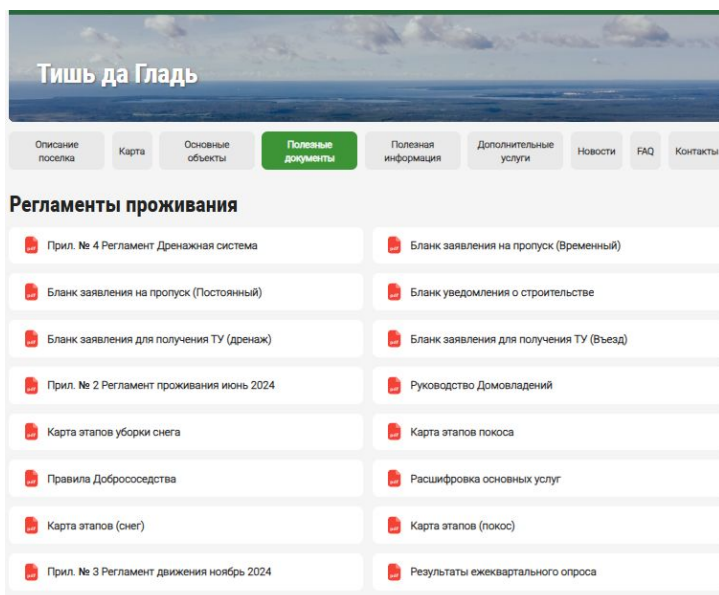 Тишь да Гладь
Описание
поселка
Карта
Основные
объекты
Полезные
документы
Полезная
информация
Дополнительные
услуги
Новости
FAQ
Контакты
Регламенты проживания
Прил. № 4 Регламент Дренажная система
Бланк заявления на пропуск (Временный)
Бланк заявления на пропуск (Постоянный)
Бланк уведомления о строительстве
Бланк заявления для получения ТУ (дренаж)
Бланк заявления для получения ТУ (Въезд)
Прил. № 2 Регламент проживания июнь 2024
Руководство Домовладений
Карта этапов уборки снега
Карта этапов покоса
Правила Добрососедства
Расшифровка основных услуг
Карта этапов (снег)
Карта этапов (покос)
Прил. № 3 Регламент движения ноябрь 2024
Результаты ежеквартального опроса